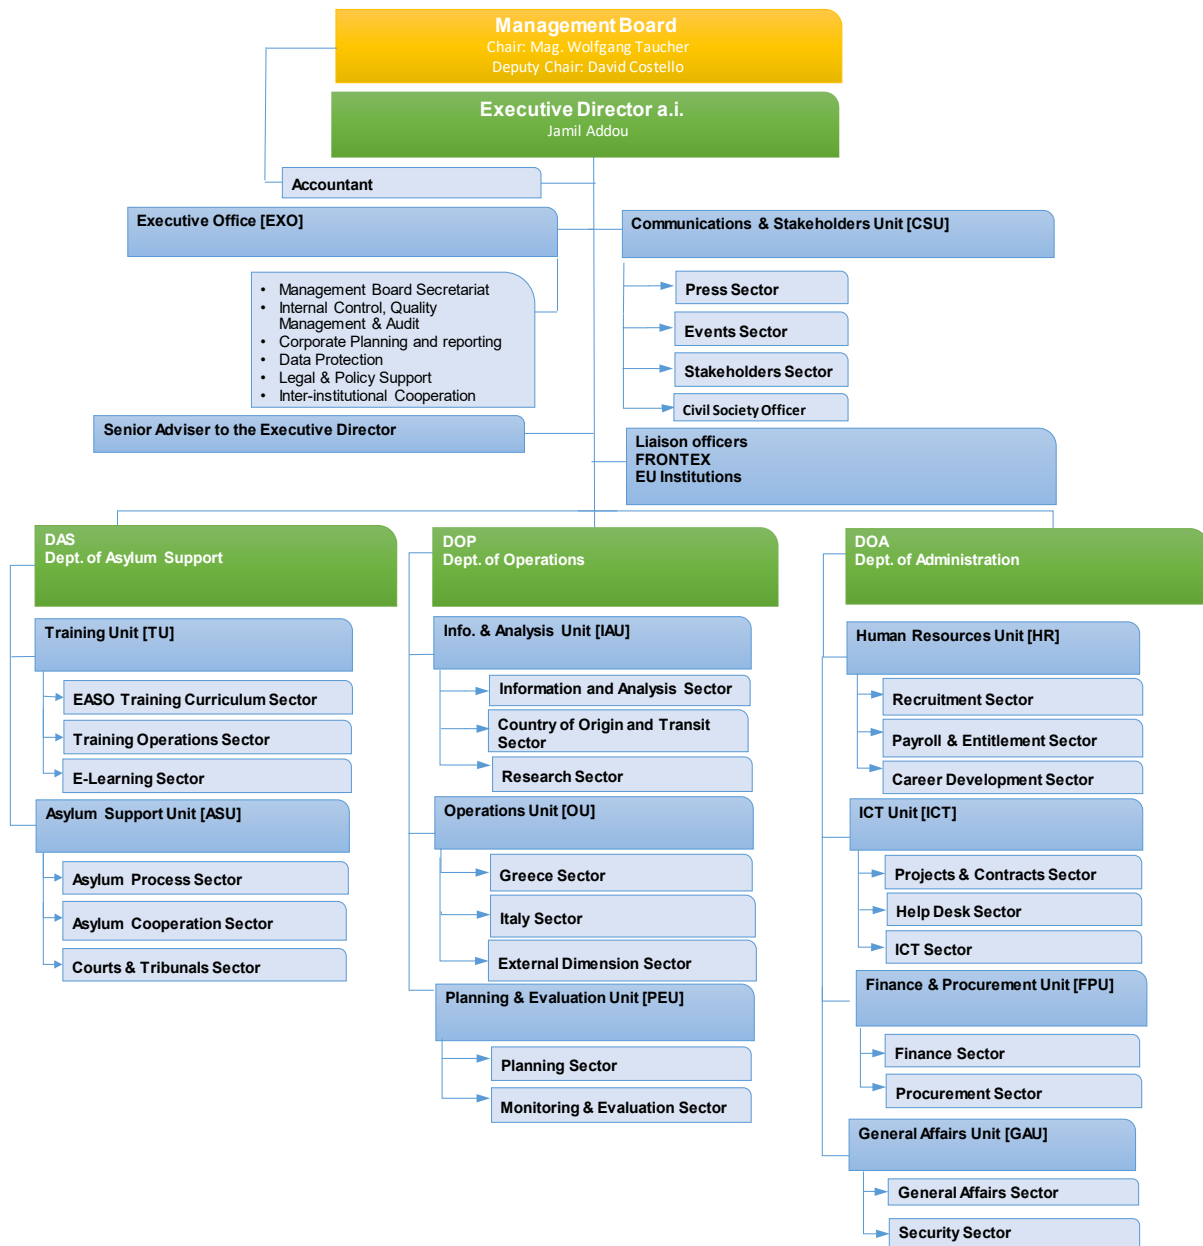 Management Board
Chair: Mag. Wolfgang Taucher
Deputy Chair: David Costello
Executive Director a.i.
Jamil Addou
Accountant
Executive Office [EXO]
• Management Board Secretariat
• Internal Control, Quality
Management & Audit
• Corporate Planning and reporting
• Data Protection
• Legal & Policy Support
• Inter-institutional Cooperation
Communications & Stakeholders Unit [CSU]
Press Sector
Events Sector
Stakeholders Sector
Civil Society Officer
Senior Adviser to the Executive Director
Liaison officers
FRONTEX
EU Institutions
DAS
Dept. of Asylum Support
Training Unit [TU]
EASO Training Curriculum Sector
Training Operations Sector
E-Learning Sector
Asylum Support Unit [ASU]
Asylum Process Sector
Asylum Cooperation Sector
Courts & Tribunals Sector
DOP
Dept. of Operations
Info. & Analysis Unit [IAU]
Information and Analysis Sector
Country of Origin and Transit
Sector
Research Sector
Operations Unit [OU]
Greece Sector
Italy Sector
External Dimension Sector
Planning & Evaluation Unit [PEU]
Planning Sector
Monitoring & Evaluation Sector
DOA
Dept. of Administration
Human Resources Unit [HR]
Recruitment Sector
Payroll & Entitlement Sector
Career Development Sector
ICT Unit [ICT]
Projects & Contracts Sector
Help Desk Sector
ICT Sector
Finance & Procurement Unit [FPU]
Finance Sector
Procurement Sector
General Affairs Unit [GAU]
General Affairs Sector
Security Sector